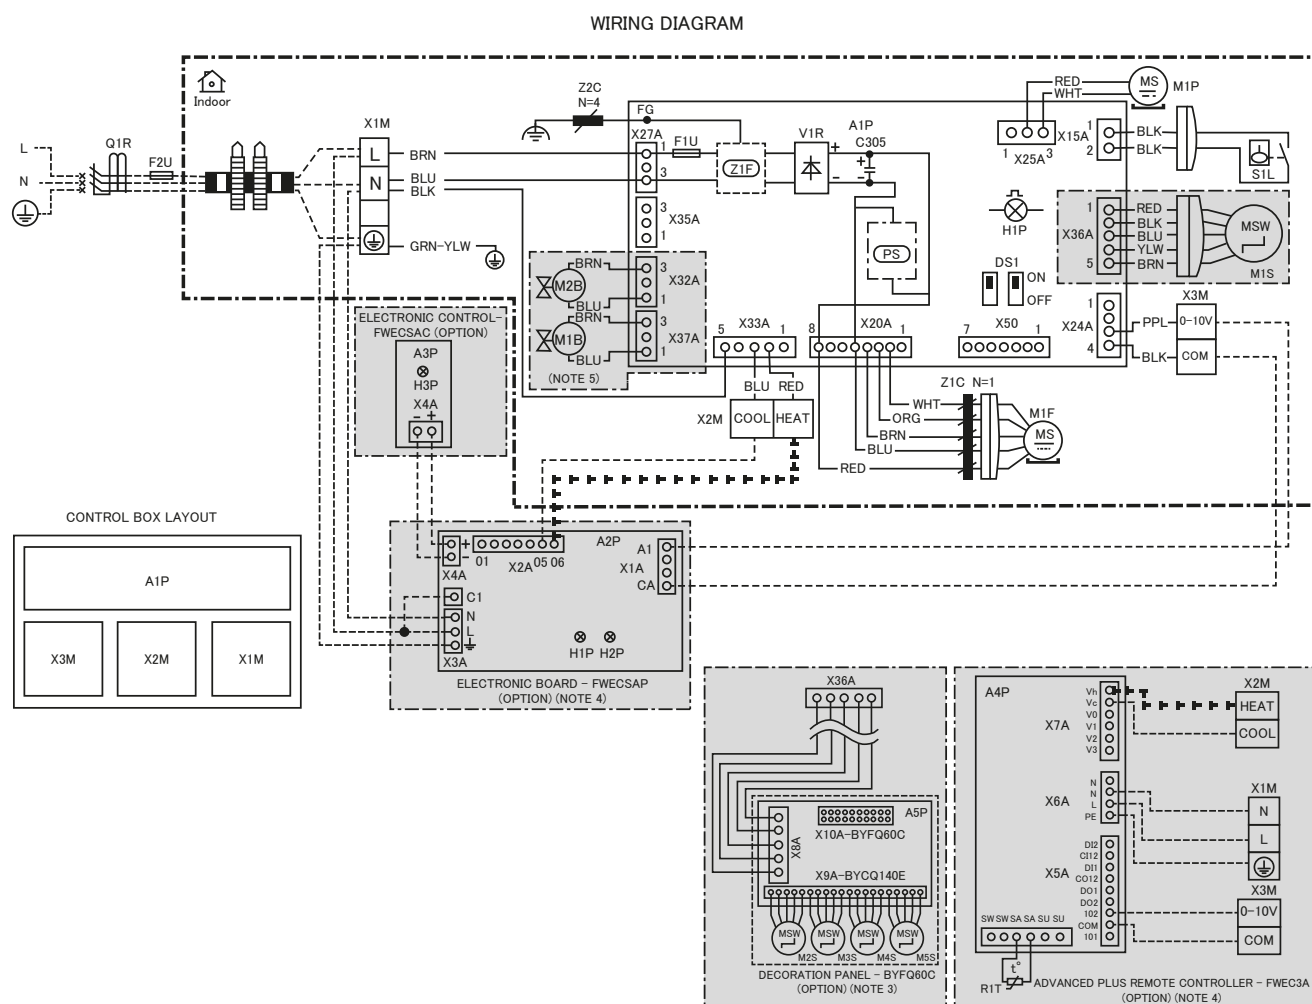 WIRING DIAGRAM
Indoor
L
N
Q1R
F2U
X1M
L
N
BRN
BLU
BLK
GRN-YLW
Z2C
N=4
FG
X27A
1
3
F1U
Z1F
V1R
A1P
C305
+
-
+
-
PS
X35A
3
1
X32A
3
1
X37A
3
1
BRN
M2B
BLU
BRN
M1B
BLU
(NOTE 5)
RED
WHT
MS
M1P
X25A
1
3
X15A
1
2
BLK
BLK
S1L
H1P
DS1
ON
OFF
X36A
1
5
RED
BLK
BLU
YLW
BRN
MSW
M1S
X24A
1
4
PPL
BLK
X3M
0-10V
COM
5
X33A
1
8
X20A
1
7
X50
1
BLU
RED
X2M
COOL
HEAT
WHT
ORG
BRN
BLU
RED
Z1C N=1
M1F
MS
ELECTRONIC CONTROL-
FWECSAC (OPTION)
A3P
H3P
X4A
- +
CONTROL BOX LAYOUT
A1P
X3M
X2M
X1M
+
-
X4A
01
X2A
05 06
A2P
A1
X1A
CA
C1
N
L
X3A
H1P H2P
ELECTRONIC BOARD - FWECSAP
(OPTION) (NOTE 4)
X36A
A5P
X10A-BYFQ60C
X8A
X9A-BYCQ140E
MSW
MSW
MSW
MSW
M2S
M3S
M4S
M5S
DECORATION PANEL - BYFQ60C
(OPTION) (NOTE 3)
A4P
X7A
Vh
Vc
V0
V1
V2
V3
X2M
HEAT
COOL
X6A
N
N
L
PE
X1M
N
L
X5A
DI2
CI12
DI1
CO12
DO1
DO2
102
COM
101
X3M
0-10V
COM
SW SW SA SA SU SU
t°
R1T
ADVANCED PLUS REMOTE CONTROLLER - FWEC3A
(OPTION) (NOTE 4)